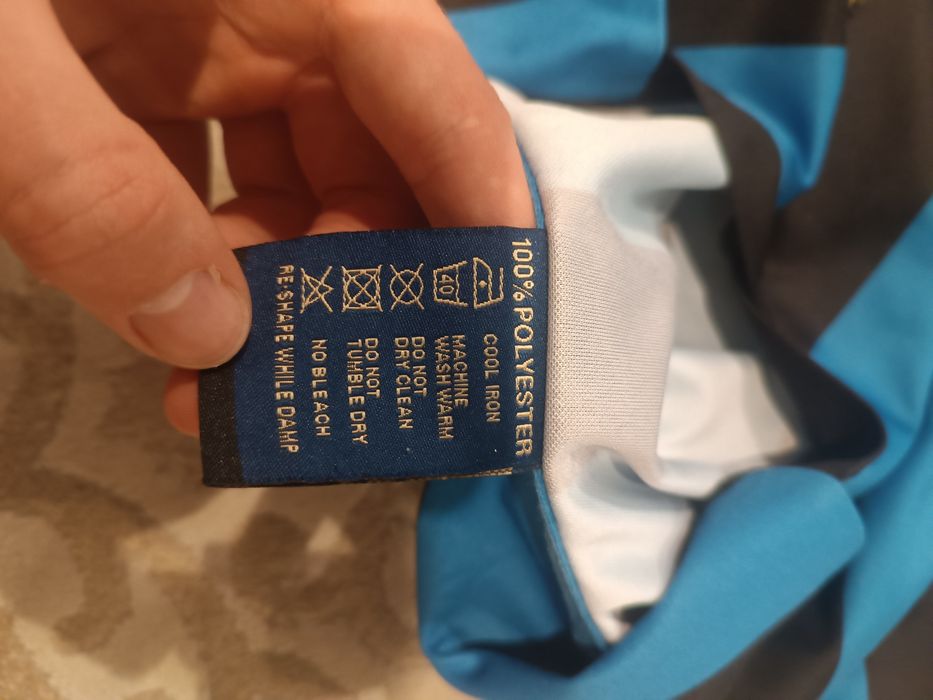 100% POLYESTER
COOL IRON
40
MACHINE
WASH WARM
DO NOT
DRY CLEAN
DO NOT
TUMBLE DRY
NO BLEACH
RE-SHAPE WHILE DAMP